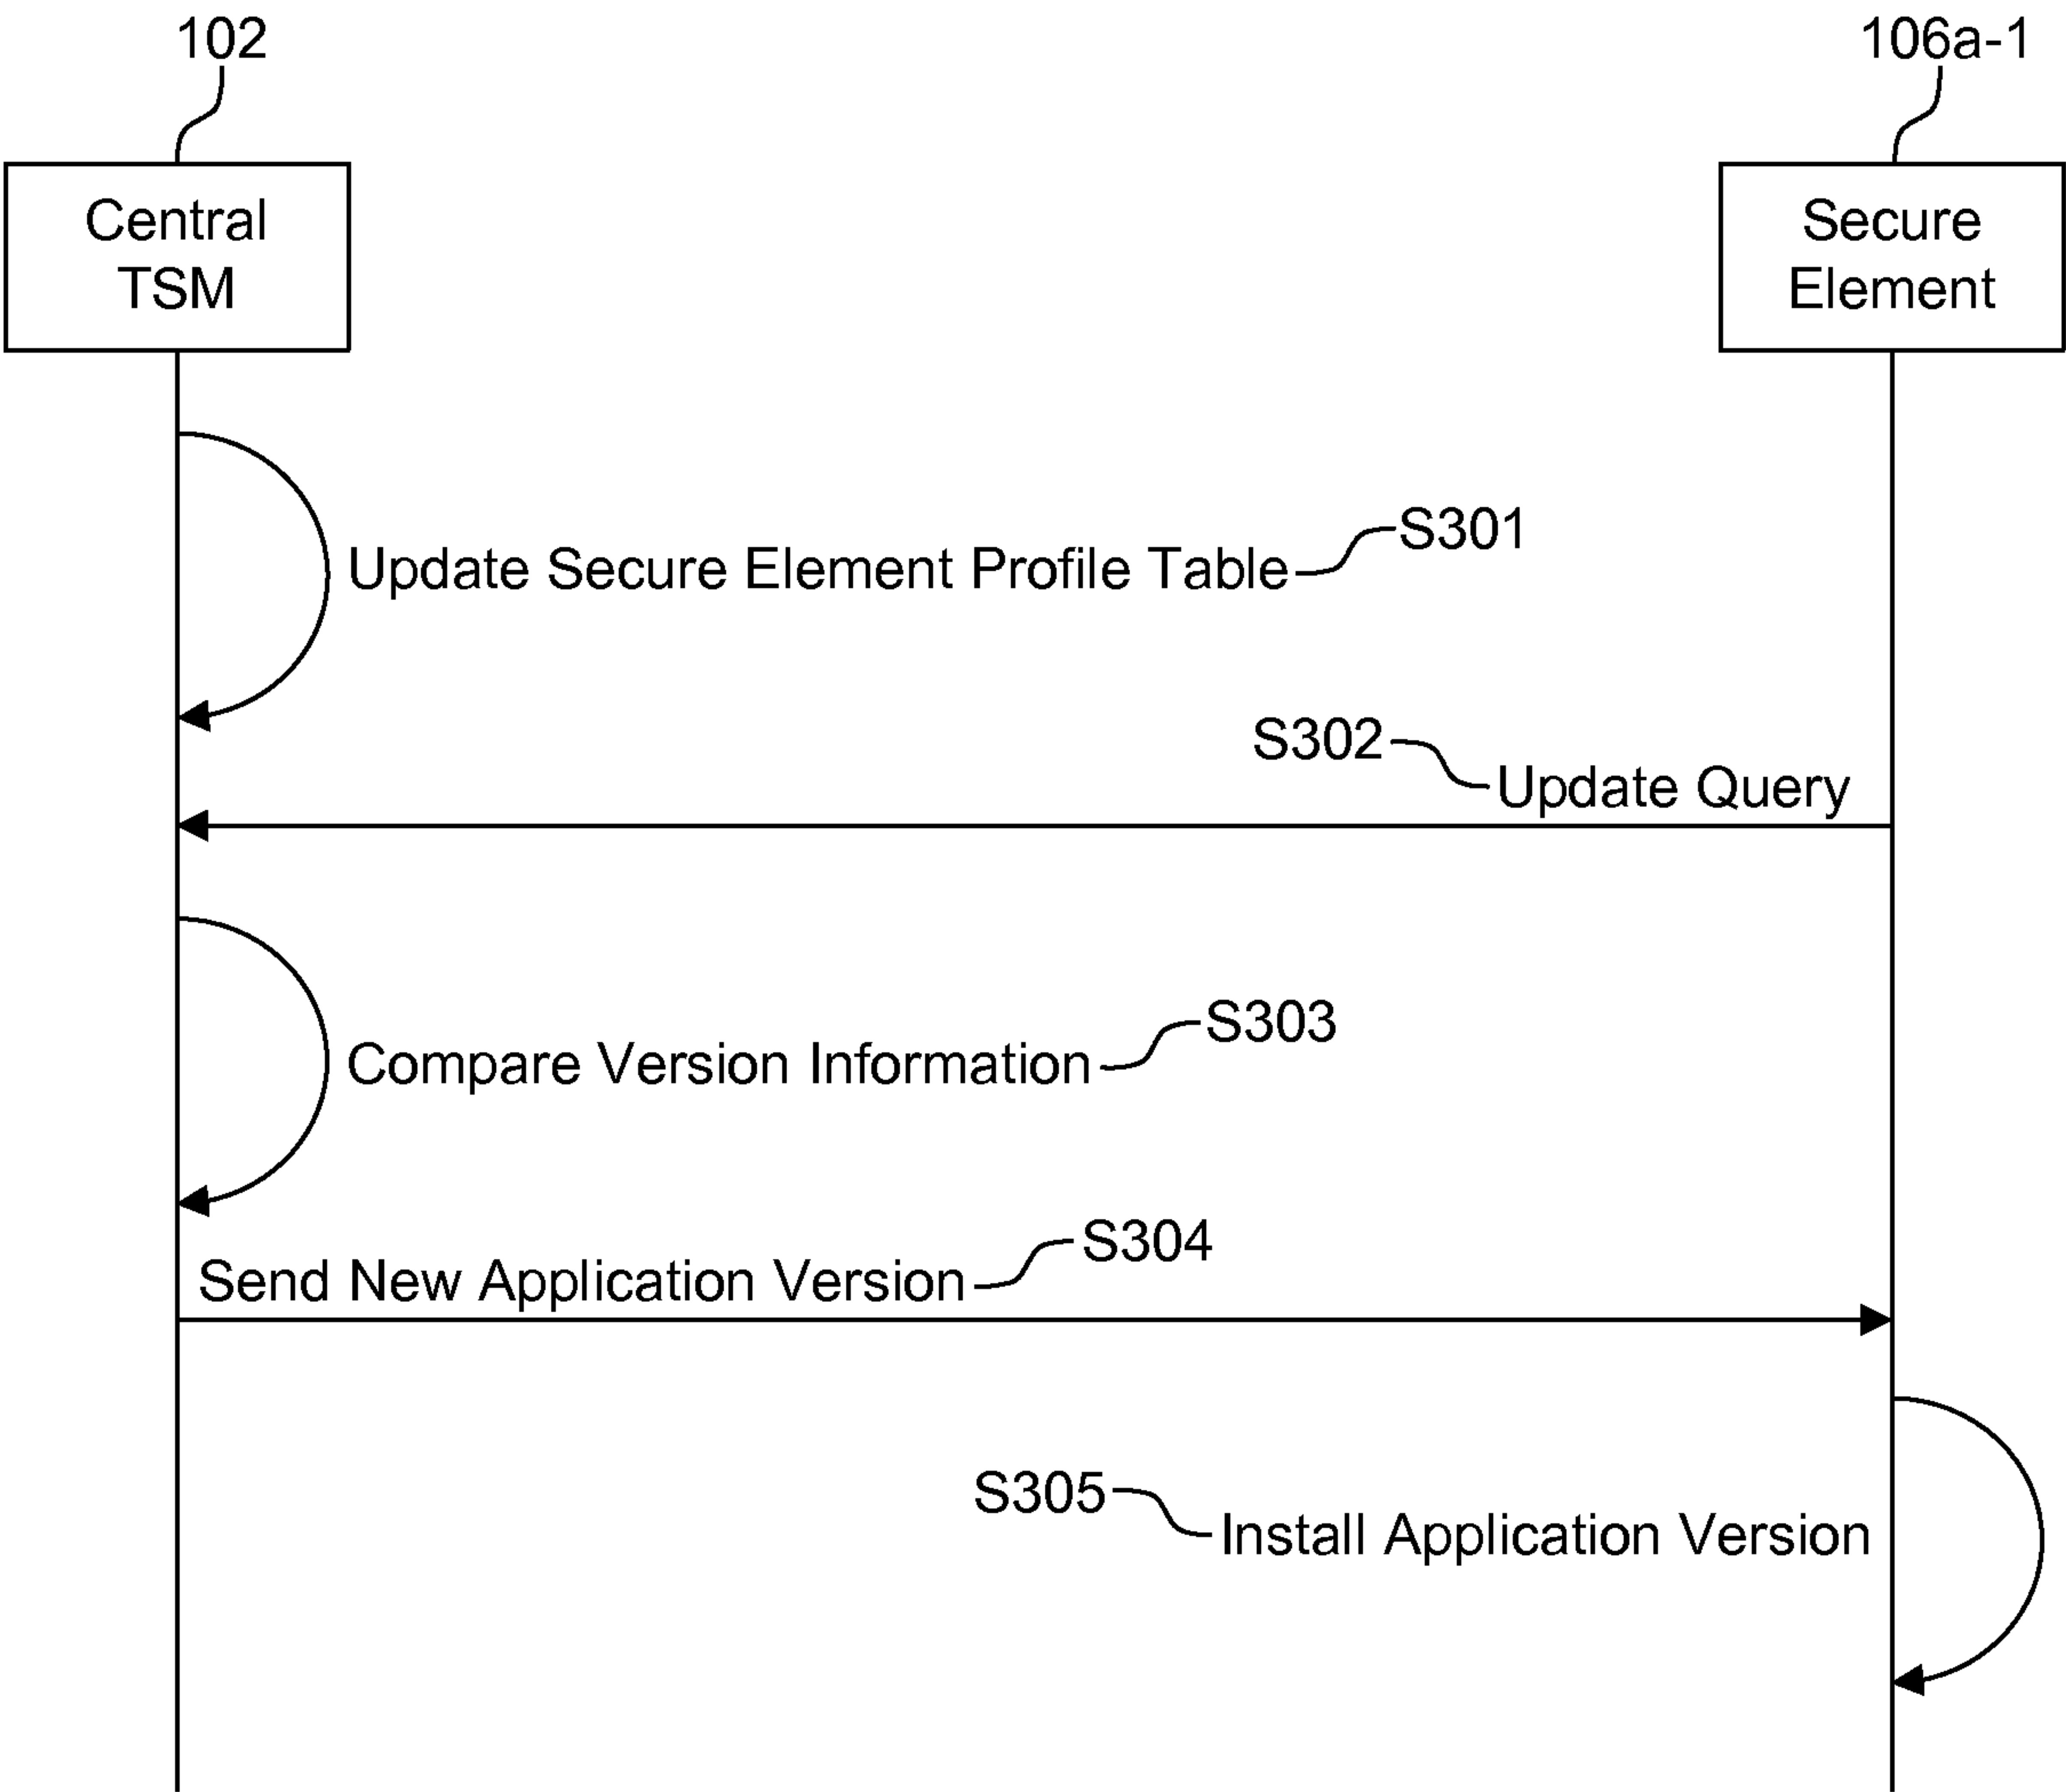 102
106a-1
Central
TSM
Secure
Element
S301
Update Secure Element Profile Table
S302
Update Query
S303
Compare Version Information
S304
Send New Application Version
S305
Install Application Version